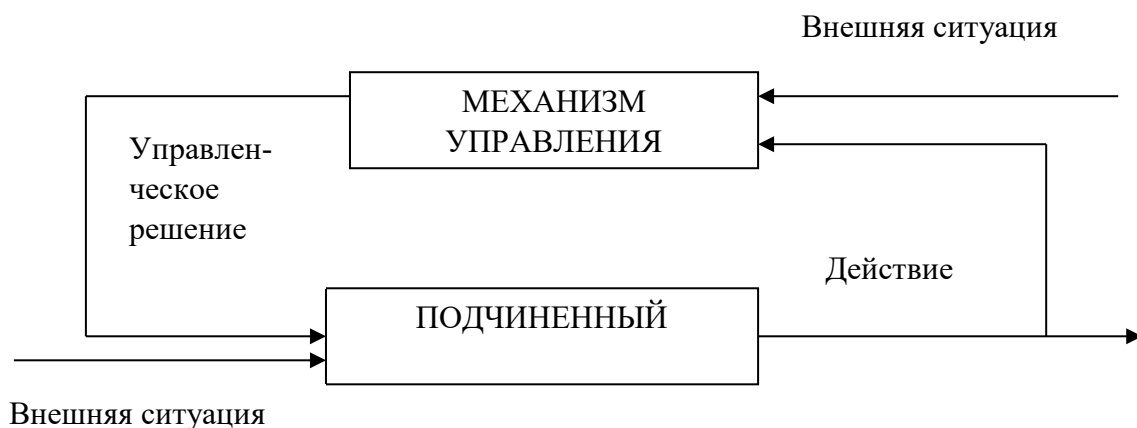 Внешняя ситуация
МЕХАНИЗМ
УПРАВЛЕНИЯ
Управлен-
ческое
решение
Действие
ПОДЧИНЕННЫЙ
Внешняя ситуация